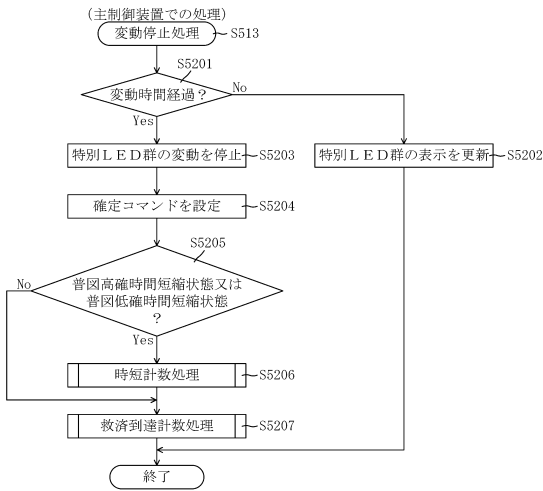 (主制御装置での処理)
変動停止処理
S513
S5201
変動時間経過?
No
Yes
特別LED群の変動を停止
S5203
特別LED群の表示を更新
S5202
確定コマンドを設定
S5204
S5205
No
普図高確時間短縮状態又は
普図低確時間短縮状態
?
Yes
時短計数処理
S5206
救済到達計数処理
S5207
終了